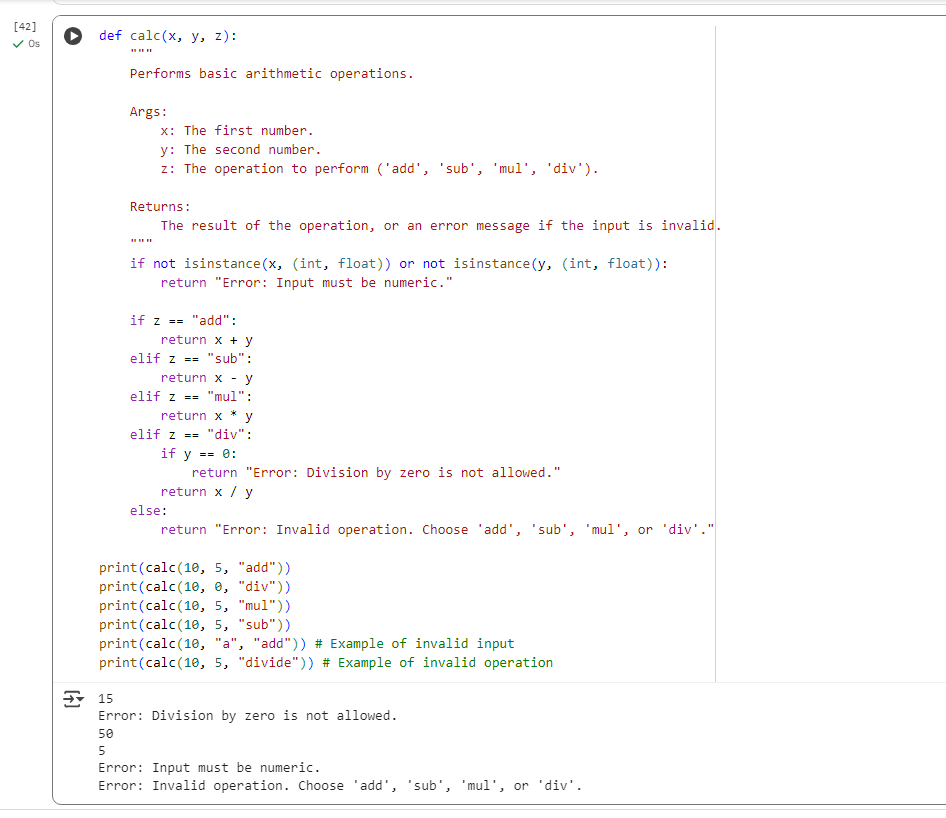 [42]
0s
def calc(x, y, z):
    """
    Performs basic arithmetic operations.

    Args:
        x: The first number.
        y: The second number.
        z: The operation to perform ('add', 'sub', 'mul', 'div').

    Returns:
        The result of the operation, or an error message if the input is invalid.
    """
    if not isinstance(x, (int, float)) or not isinstance(y, (int, float)):
        return "Error: Input must be numeric."

    if z == "add":
        return x + y
    elif z == "sub":
        return x - y
    elif z == "mul":
        return x * y
    elif z == "div":
        if y == 0:
            return "Error: Division by zero is not allowed."
        return x / y
    else:
        return "Error: Invalid operation. Choose 'add', 'sub', 'mul', or 'div'."

print(calc(10, 5, "add"))
print(calc(10, 0, "div"))
print(calc(10, 5, "mul"))
print(calc(10, 5, "sub"))
print(calc(10, "a", "add")) # Example of invalid input
print(calc(10, 5, "divide")) # Example of invalid operation
15
Error: Division by zero is not allowed.
50
5
Error: Input must be numeric.
Error: Invalid operation. Choose 'add', 'sub', 'mul', or 'div'.